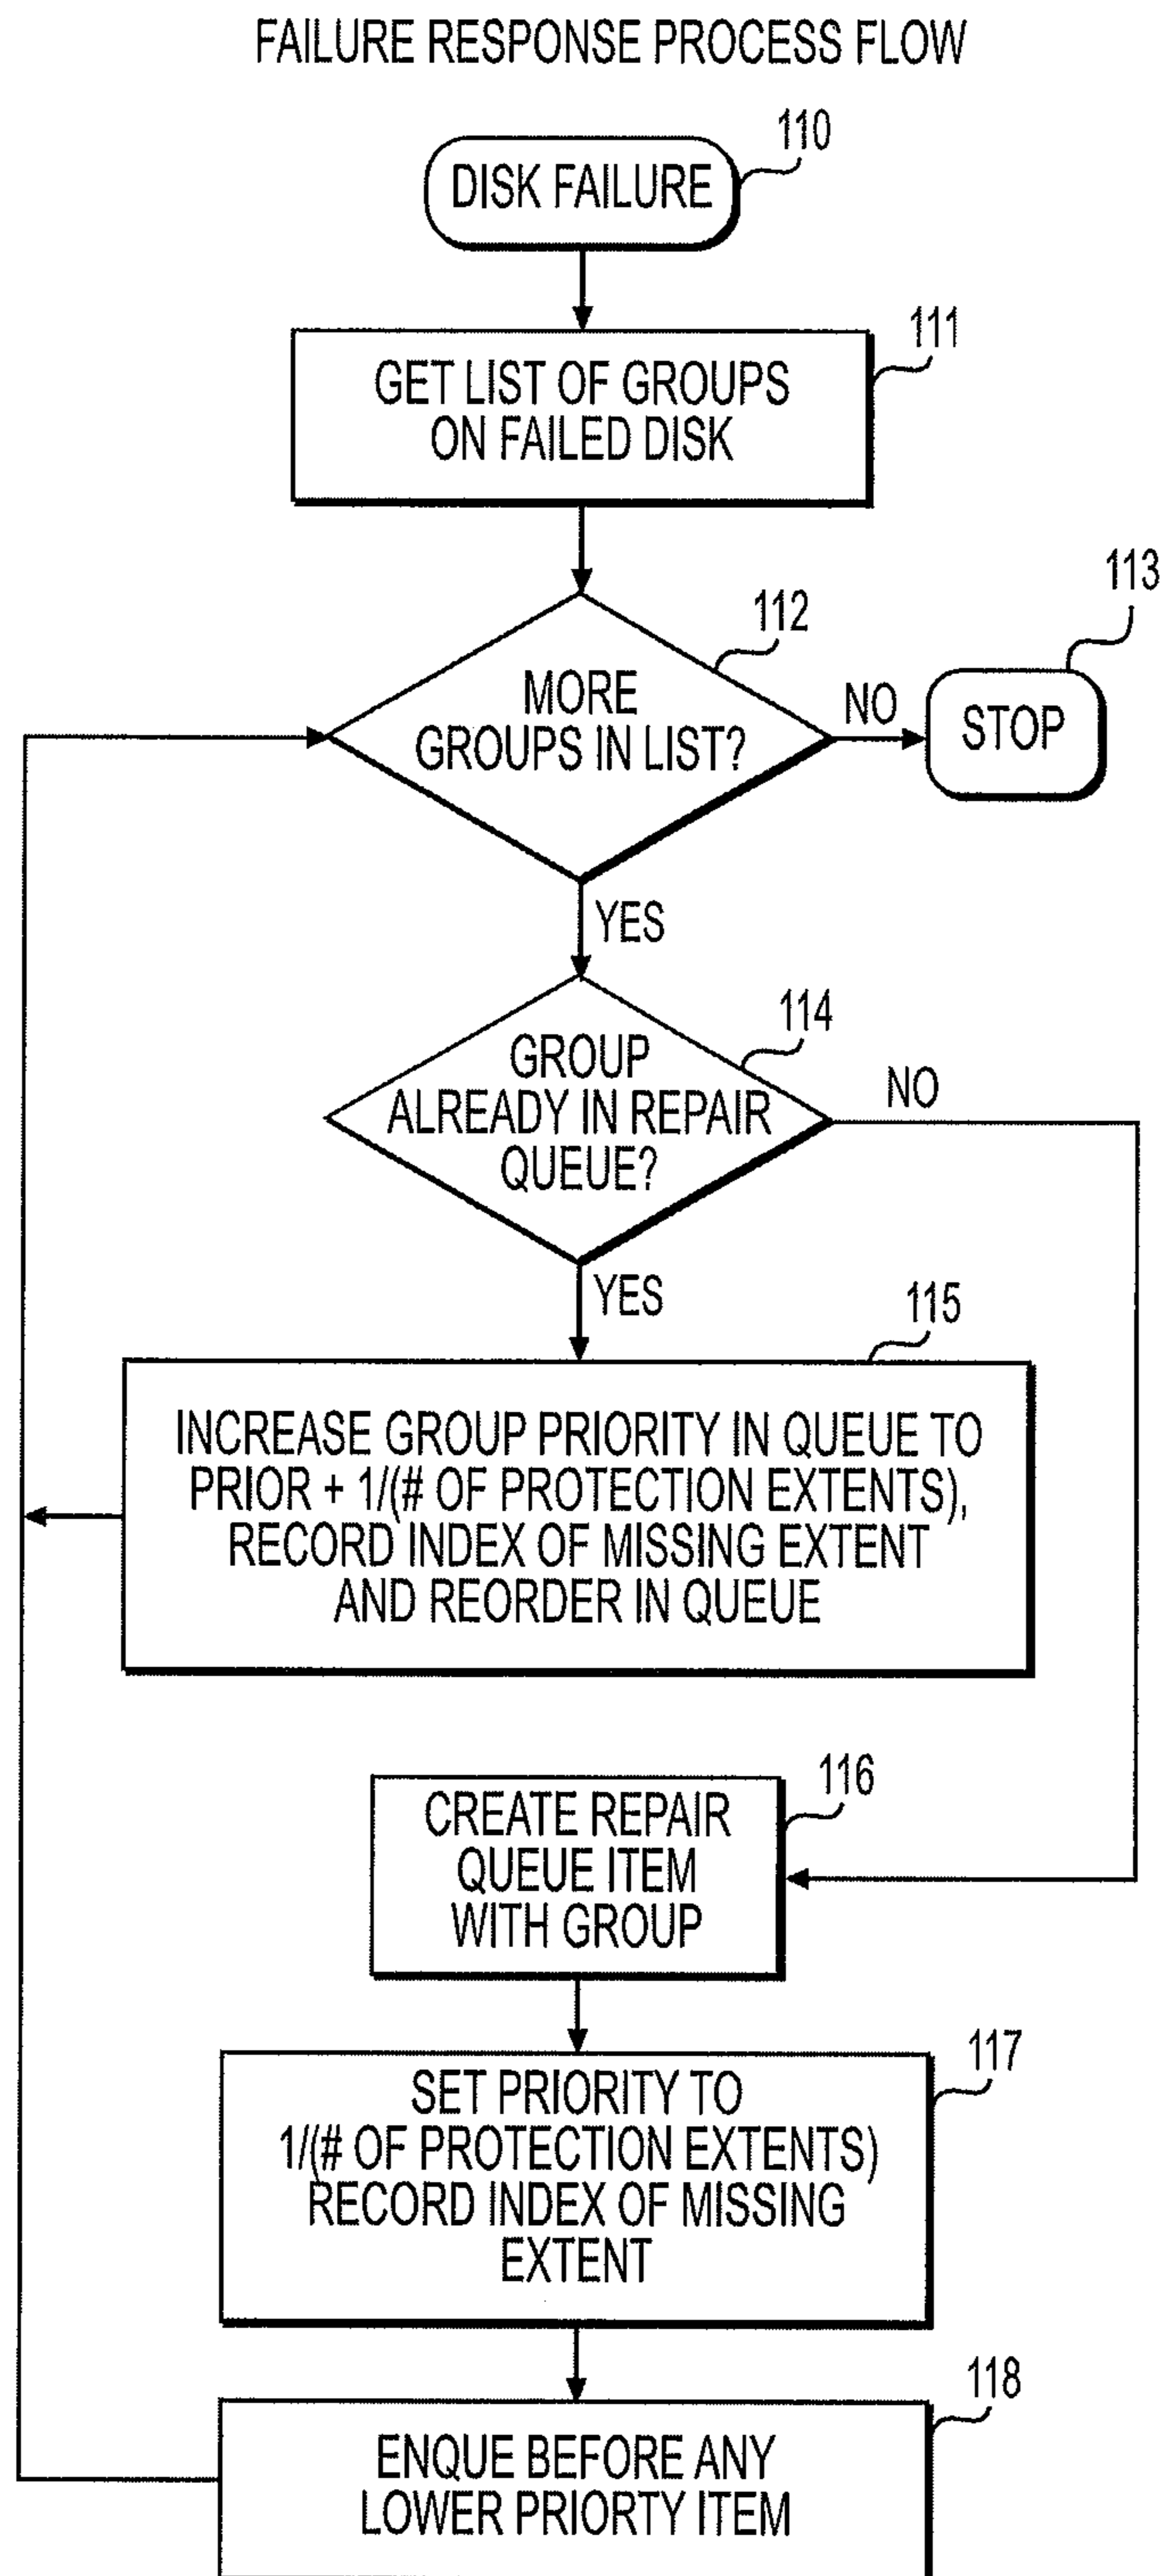 FAILURE RESPONSE PROCESS FLOW
110
DISK FAILURE
111
GET LIST OF GROUPS
ON FAILED DISK
112
113
MORE
GROUPS IN LIST?
NO
STOP
YES
114
GROUP
ALREADY IN REPAIR
QUEUE?
NO
YES
115
INCREASE GROUP PRIORITY IN QUEUE TO
PRIOR + 1/(# OF PROTECTION EXTENTS),
RECORD INDEX OF MISSING EXTENT
AND REORDER IN QUEUE
116
CREATE REPAIR
QUEUE ITEM
WITH GROUP
117
SET PRIORITY TO
1/(# OF PROTECTION EXTENTS)
RECORD INDEX OF MISSING
EXTENT
118
ENQUE BEFORE ANY
LOWER PRIORTY ITEM